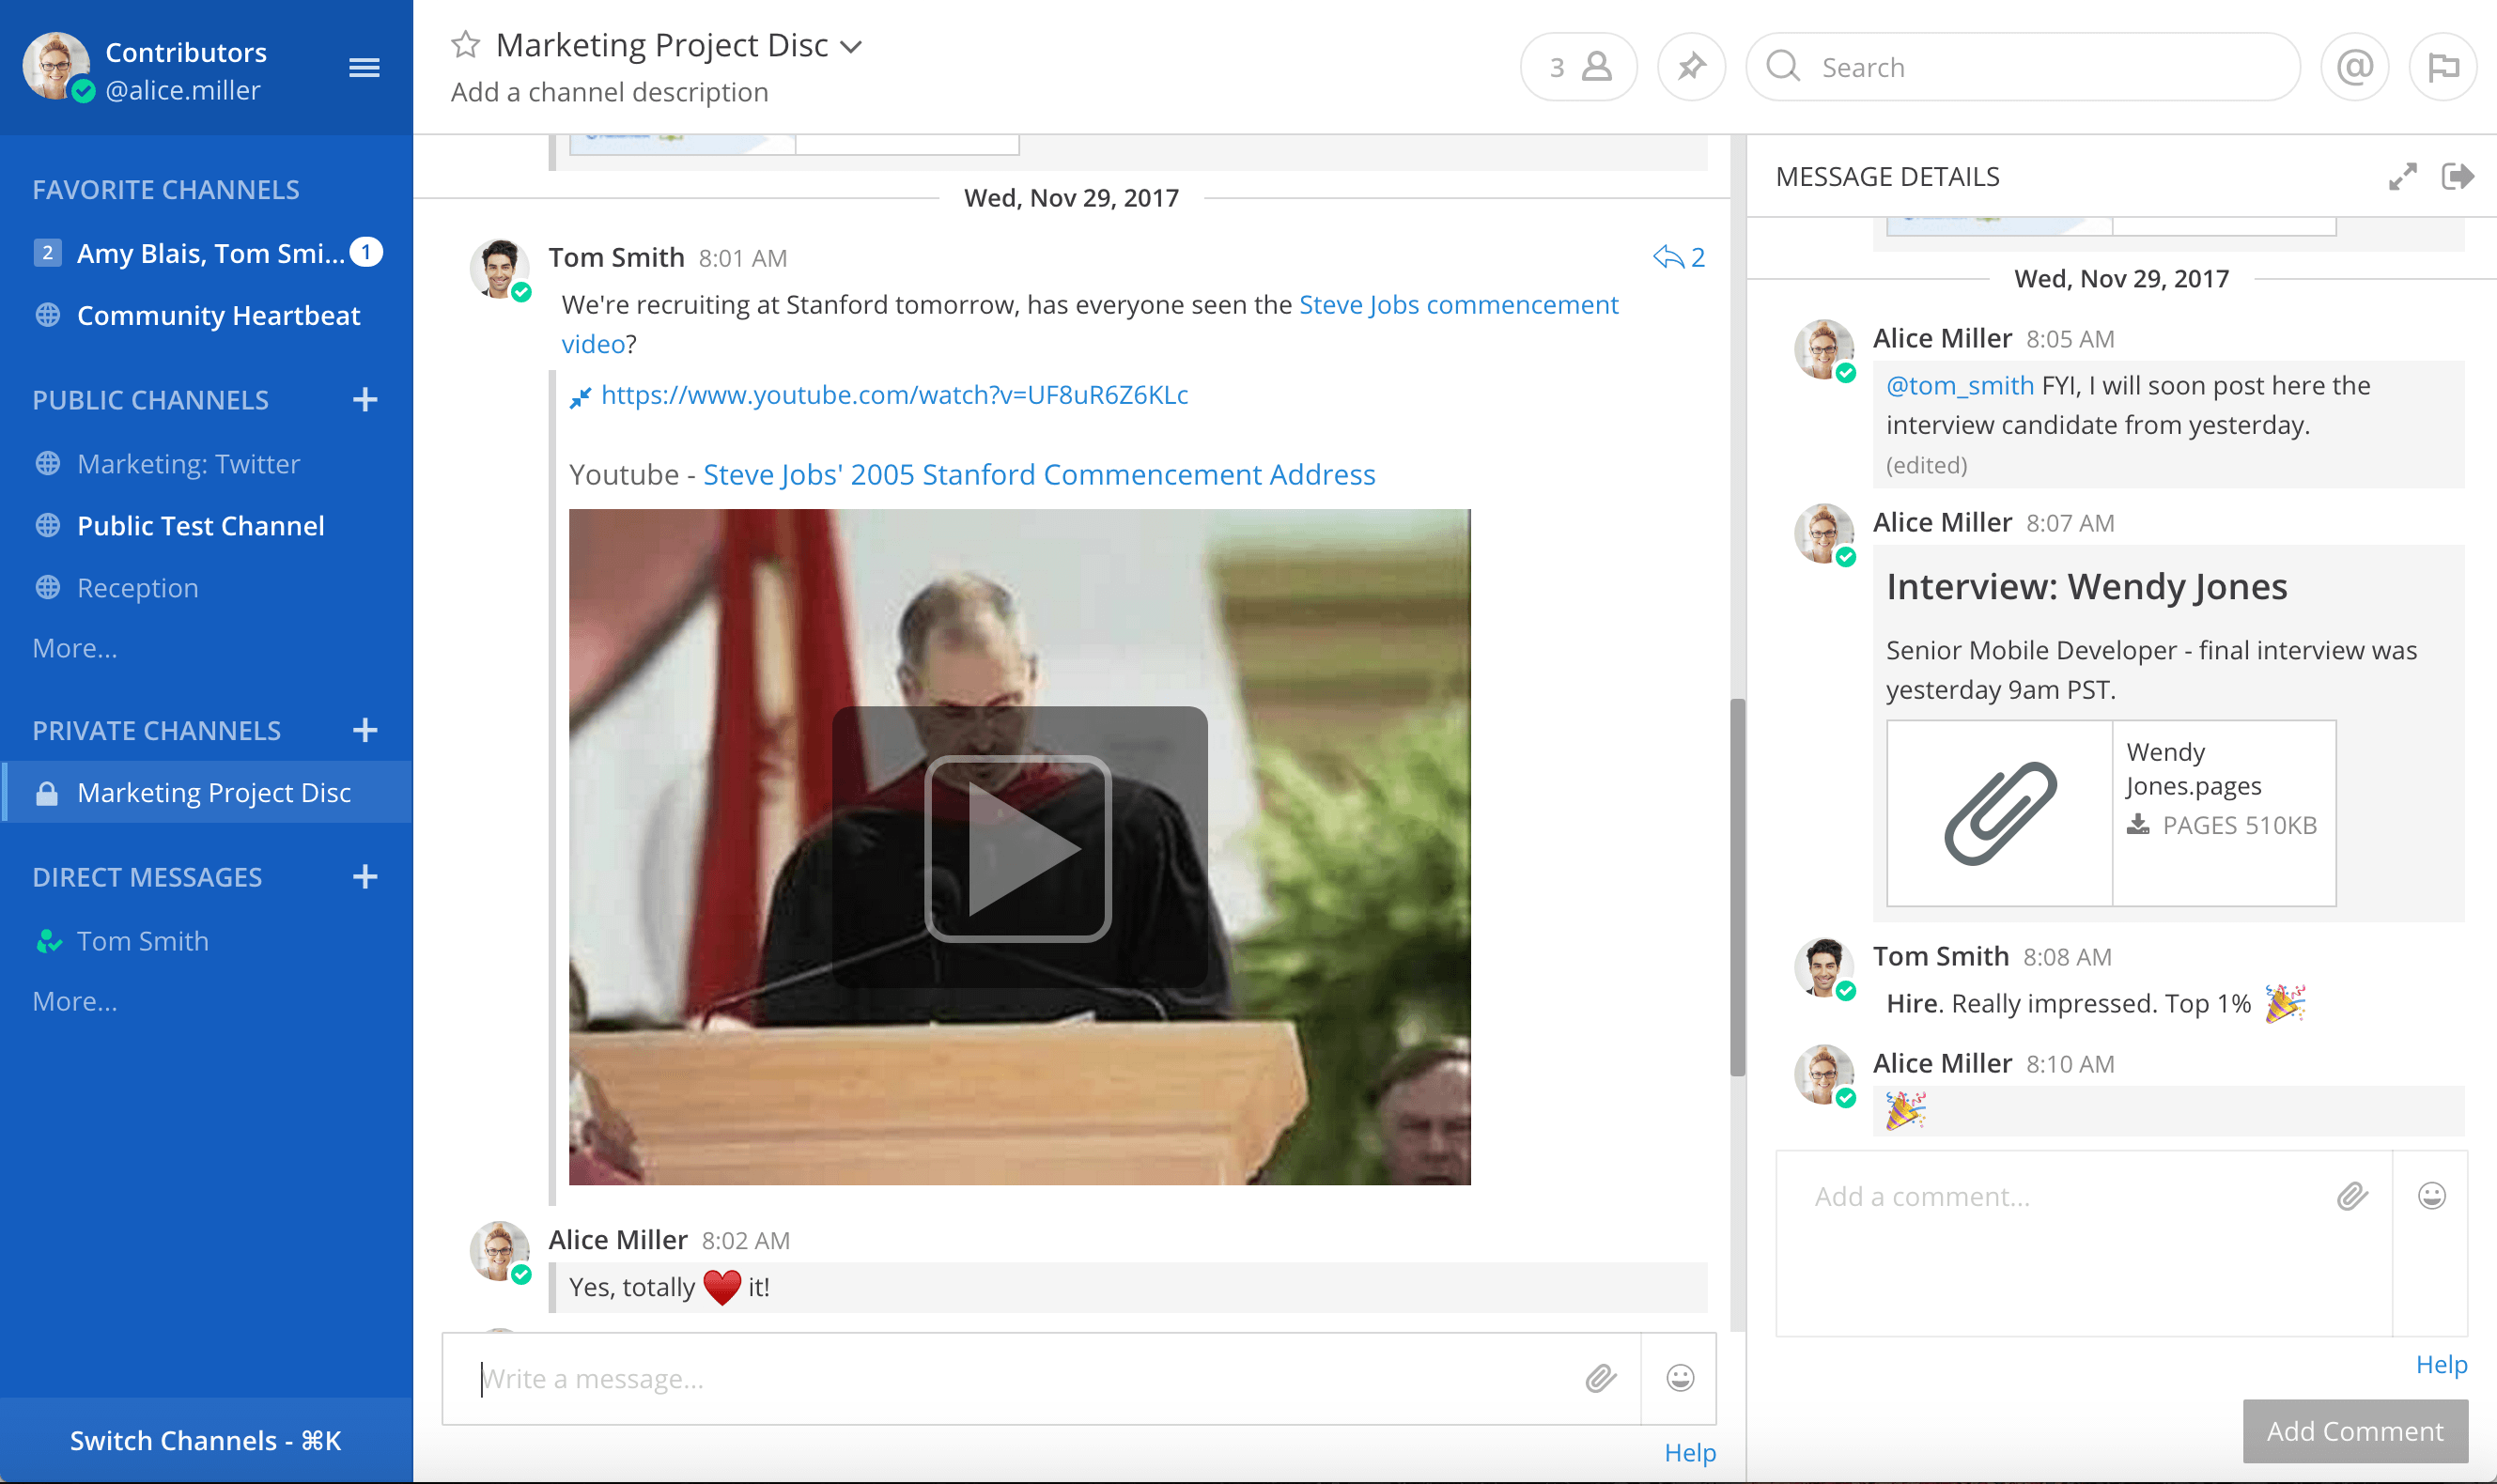 Contributors
@alice.miller
FAVORITE CHANNELS
2 Amy Blais, Tom Smi... 1
Community Heartbeat
PUBLIC CHANNELS +
Marketing: Twitter
Public Test Channel
Reception
More...
PRIVATE CHANNELS +
Marketing Project Disc
DIRECT MESSAGES +
Tom Smith
More...
Switch Channels - ⌘K
Marketing Project Disc
Add a channel description
3
Search
@
Wed, Nov 29, 2017
Tom Smith 8:01 AM
2
We're recruiting at Stanford tomorrow, has everyone seen the Steve Jobs commencement
video?
https://www.youtube.com/watch?v=UF8uR6Z6KLc
Youtube - Steve Jobs' 2005 Stanford Commencement Address
Alice Miller 8:02 AM
Yes, totally ❤️ it!
Write a message...
Help
MESSAGE DETAILS
Wed, Nov 29, 2017
Alice Miller 8:05 AM
@tom_smith FYI, I will soon post here the
interview candidate from yesterday.
(edited)
Alice Miller 8:07 AM
Interview: Wendy Jones
Senior Mobile Developer - final interview was
yesterday 9am PST.
Wendy
Jones.pages
PAGES 510KB
Tom Smith 8:08 AM
Hire. Really impressed. Top 1% 🎉
Alice Miller 8:10 AM
🎉
Add a comment...
Help
Add Comment